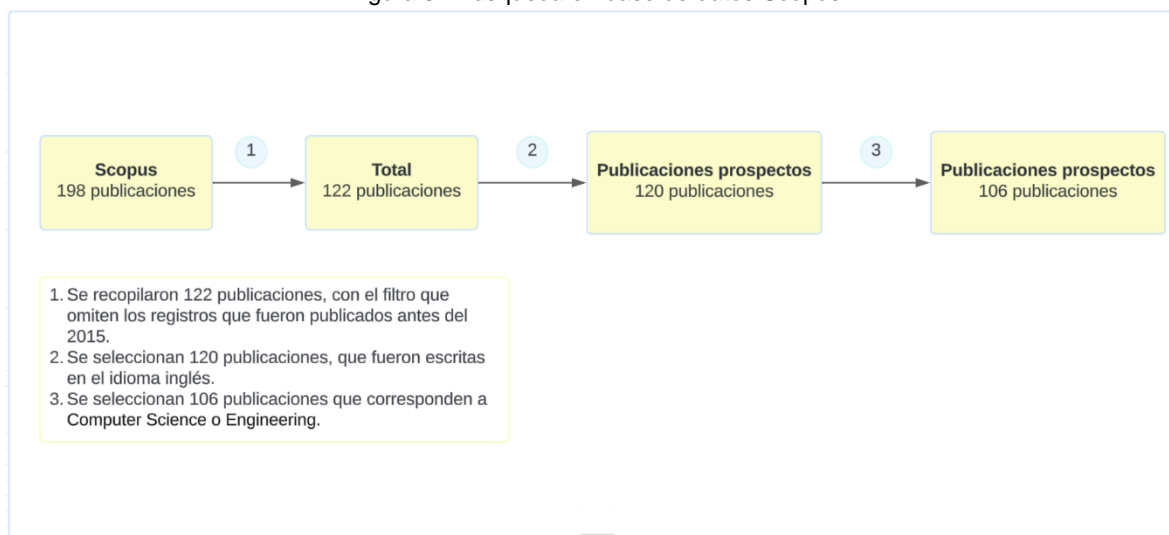 Scopus
198 publicaciones
1
Total
122 publicaciones
2
Publicaciones prospectos
120 publicaciones
3
Publicaciones prospectos
106 publicaciones
1. Se recopilaron 122 publicaciones, con el filtro que
omiten los registros que fueron publicados antes del
2015.
2. Se seleccionan 120 publicaciones, que fueron escritas
en el idioma inglés.
3. Se seleccionan 106 publicaciones que corresponden a
Computer Science o Engineering.